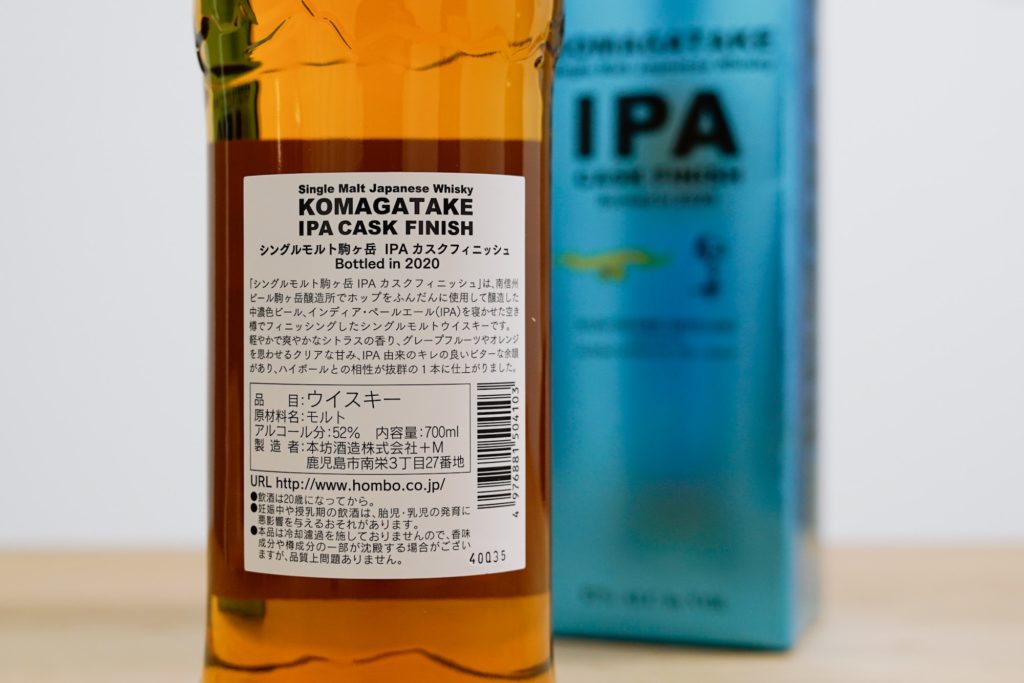 Single Malt Japanese Whisky
KOMAGATAKE
IPA CASK FINISH
シングルモルト駒ヶ岳 IPA カスクフィニッシュ
Bottled in 2020
「シングルモルト駒ヶ岳 IPA カスクフィニッシュ」は、南信州
ビール駒ヶ岳醸造所でホップをふんだんに使用して醸造した
中濃色ビール、インディア・ペールエール(IPA)を寝かせた空き
樽でフィニッシングしたシングルモルトウイスキーです。
軽やかで爽やかなシトラスの香り、グレープフルーツやオレンジ
を思わせるクリアな甘み、IPA 由来のキレの良いビターな余韻
があり、ハイボールとの相性が抜群の 1 本に仕上がりました。
品 目:ウイスキー
原材料名:モルト
アルコール分:52% 内容量:700ml
製 造 者:本坊酒造株式会社+M
鹿児島市南栄3丁目27番地
URL http://www.hombo.co.jp/
●飲酒は20歳になってから。
●妊娠中や授乳期の飲酒は、胎児・乳児の発育に
悪影響を与えるおそれがあります。
●本品は冷却濾過を施しておりませんので、香味
成分や樽成分の一部が沈殿する場合がござい
ますが、品質上問題ありません。
40Q35
4 976881 504103
KOMAGATAKE
Single Malt Japanese Whisky
IPA
CASK FINISH